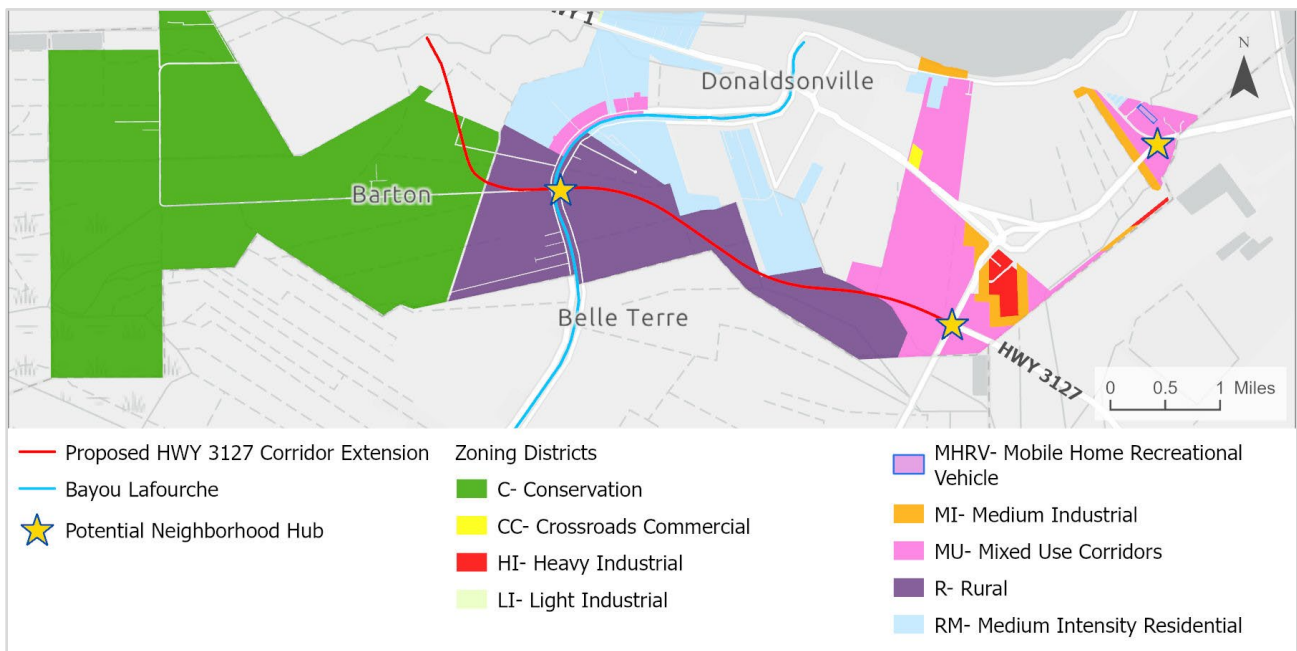 WY 1
N
Donaldsonville
Barton
Belle Terre
HWY 3127
0 0.5 1 Miles
Proposed HWY 3127 Corridor Extension
Bayou Lafourche
Potential Neighborhood Hub
Zoning Districts
C- Conservation
CC- Crossroads Commercial
HI- Heavy Industrial
LI- Light Industrial
MHRV- Mobile Home Recreational
Vehicle
MI- Medium Industrial
MU- Mixed Use Corridors
R- Rural
RM- Medium Intensity Residential